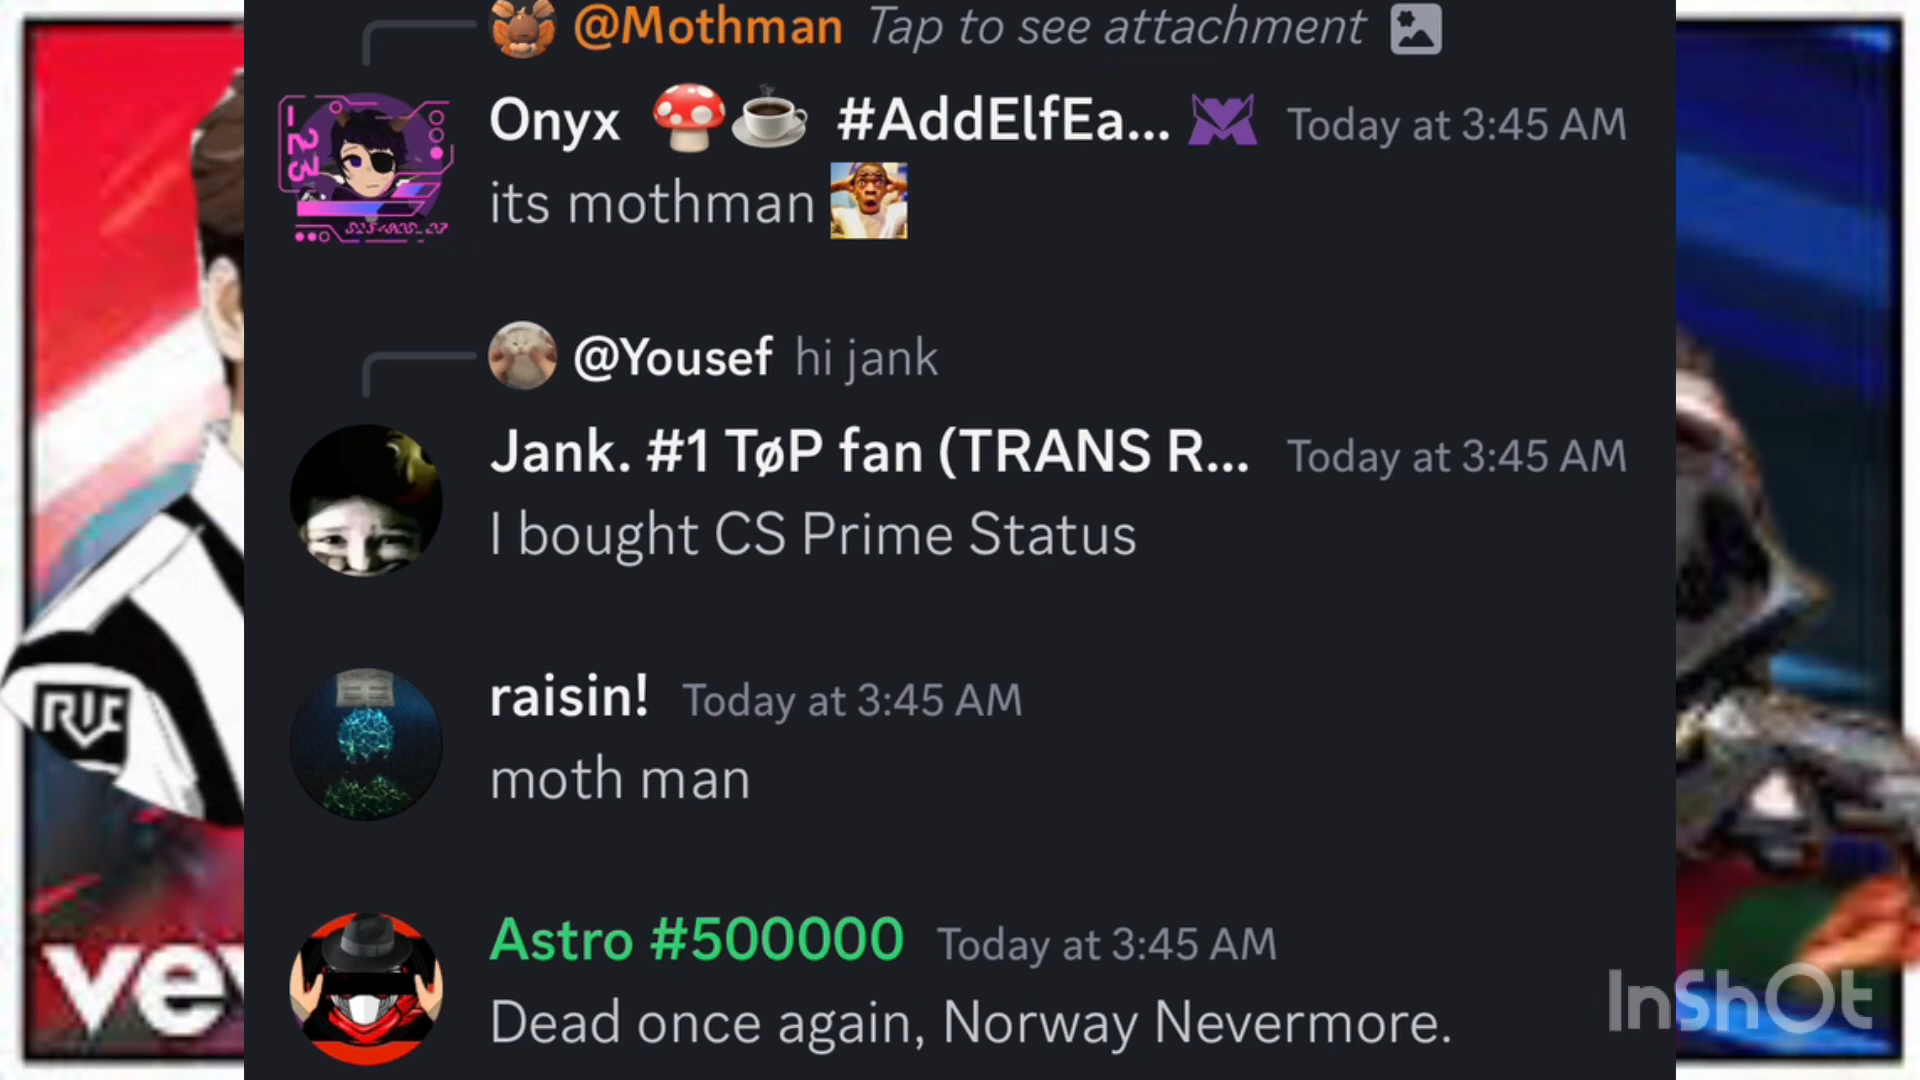 @Mothman Tap to see attachment
Onyx 🍄☕ #AddElfEa... Today at 3:45 AM
its mothman
@Yousef hi jank
Jank. #1 TøP fan (TRANS R... Today at 3:45 AM
I bought CS Prime Status
raisin! Today at 3:45 AM
moth man
Astro #500000 Today at 3:45 AM
Dead once again, Norway Nevermore.
InShOt